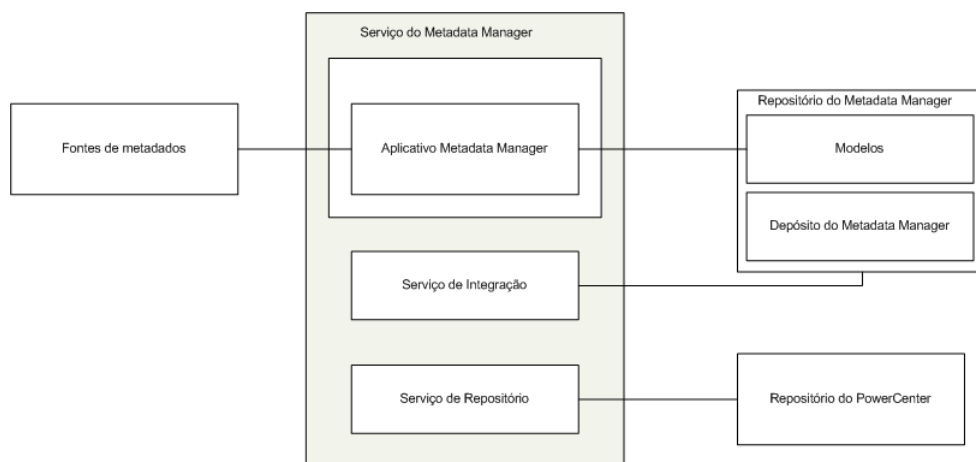 Serviço do Metadata Manager
Fontes de metadados
Aplicativo Metadata Manager
Repositório do Metadata Manager
Modelos
Depósito do Metadata Manager
Serviço de Integração
Serviço de Repositório
Repositório do PowerCenter